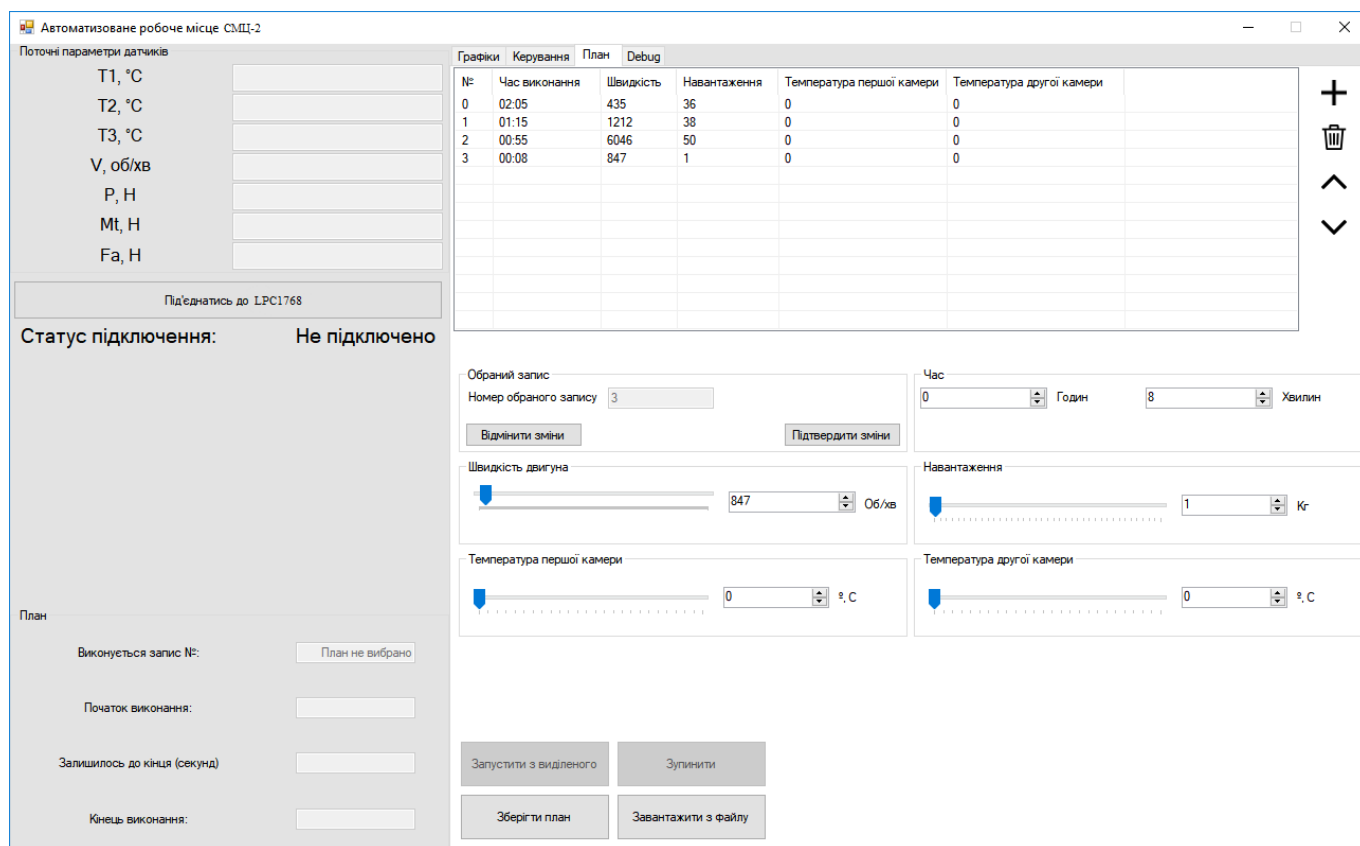 Автоматизоване робоче місце СМЦ-2
Поточні параметри датчиків
T1, °C
T2, °C
T3, °C
V, об/хв
P, H
Mt, H
Fa, H
Під'єднатись до LPC1768
Статус підключення: Не підключено
План
Виконується запис №: План не вибрано
Початок виконання:
Залишилось до кінця (секунд)
Кінець виконання:
Графіки Керування План Debug
№ Час виконання Швидкість Навантаження Температура першої камери Температура другої камери
0 02:05 435 36 0 0
1 01:15 1212 38 0 0
2 00:55 6046 50 0 0
3 00:08 847 1 0 0
Обраний запис
Номер обраного запису 3
Відмінити зміни Підтвердити зміни
Час
0 Годин 8 Хвилин
Швидкість двигуна
847 Об/хв
Навантаження
1 Кг
Температура першої камери
0 º, C
Температура другої камери
0 º, C
Запустити з виділеного Зупинити
Зберігти план Завантажити з файлу